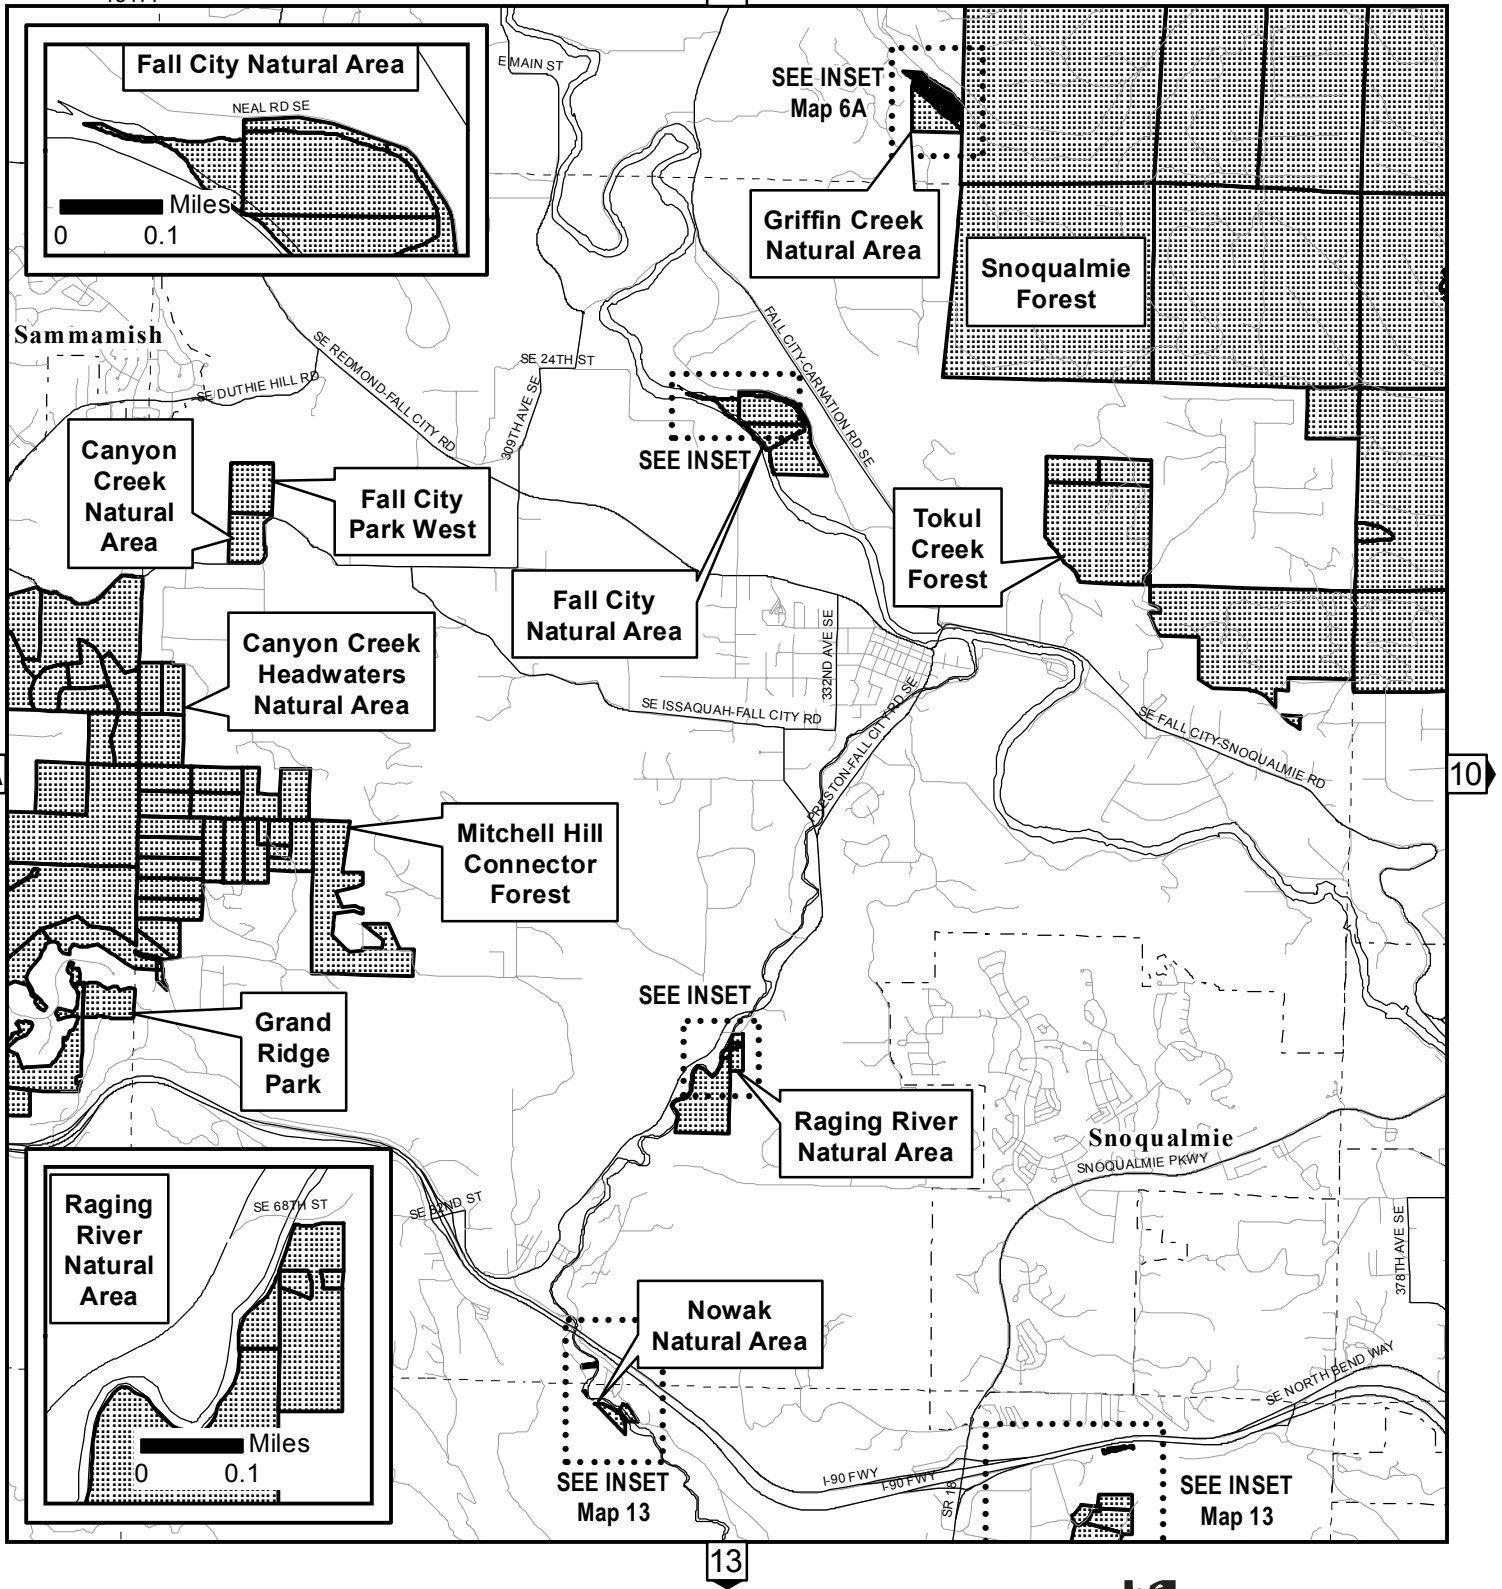 Fall City Natural Area
NEAL RD SE
Miles
0 0.1
E MAIN ST
SEE INSET
Map 6A
Griffin Creek
Natural Area
Snoqualmie
Forest
Sammamish
SE DUTHIE HILL RD
SE REDMOND-FALL CITY RD
SE 24TH ST
309TH AVE SE
FALL CITY-CARNATION RD SE
SEE INSET
Canyon
Creek
Natural
Area
Fall City
Park West
Tokul
Creek
Forest
Fall City
Natural Area
Canyon Creek
Headwaters
Natural Area
332ND AVE SE
SE ISSAQUAH-FALL CITY RD
PRESTON-FALL CITY RD SE
SE FALL CITY-SNOQUALMIE RD
10
Mitchell Hill
Connector
Forest
SEE INSET
Grand
Ridge
Park
Raging River
Natural Area
Snoqualmie
SNOQUALMIE PKWY
Raging
River
Natural
Area
SE 68TH ST
Miles
0 0.1
SE 82ND ST
378TH AVE SE
Nowak
Natural Area
SE NORTH BEND WAY
I-90 FWY
I-90 FWY
SR 18
SEE INSET
Map 13
SEE INSET
Map 13
13